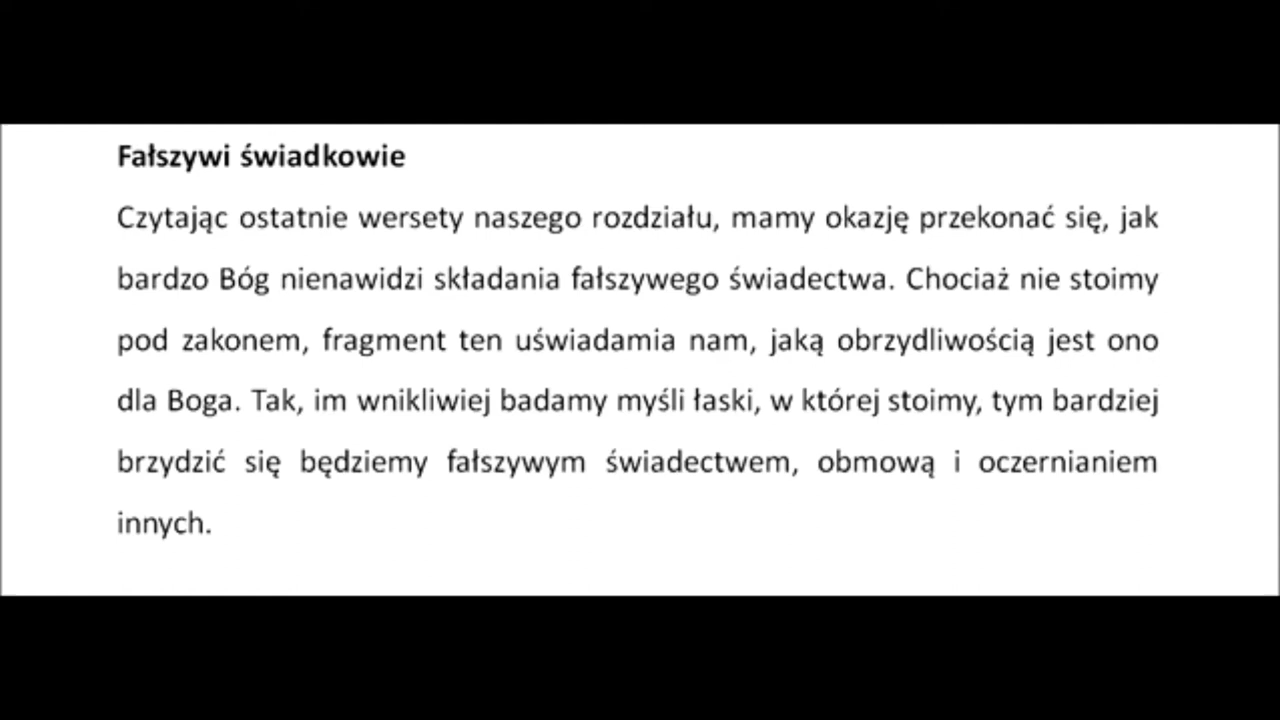 Fałszywi świadkowie
Czytając ostatnie wersety naszego rozdziału, mamy okazję przekonać się, jak
bardzo Bóg nienawidzi składania fałszywego świadectwa. Chociaż nie stoimy
pod zakonem, fragment ten uświadamia nam, jaką obrzydliwością jest ono
dla Boga. Tak, im wnikliwiej badamy myśli łaski, w której stoimy, tym bardziej
brzydzić się będziemy fałszywym świadectwem, obmową i oczernianiem
innych.